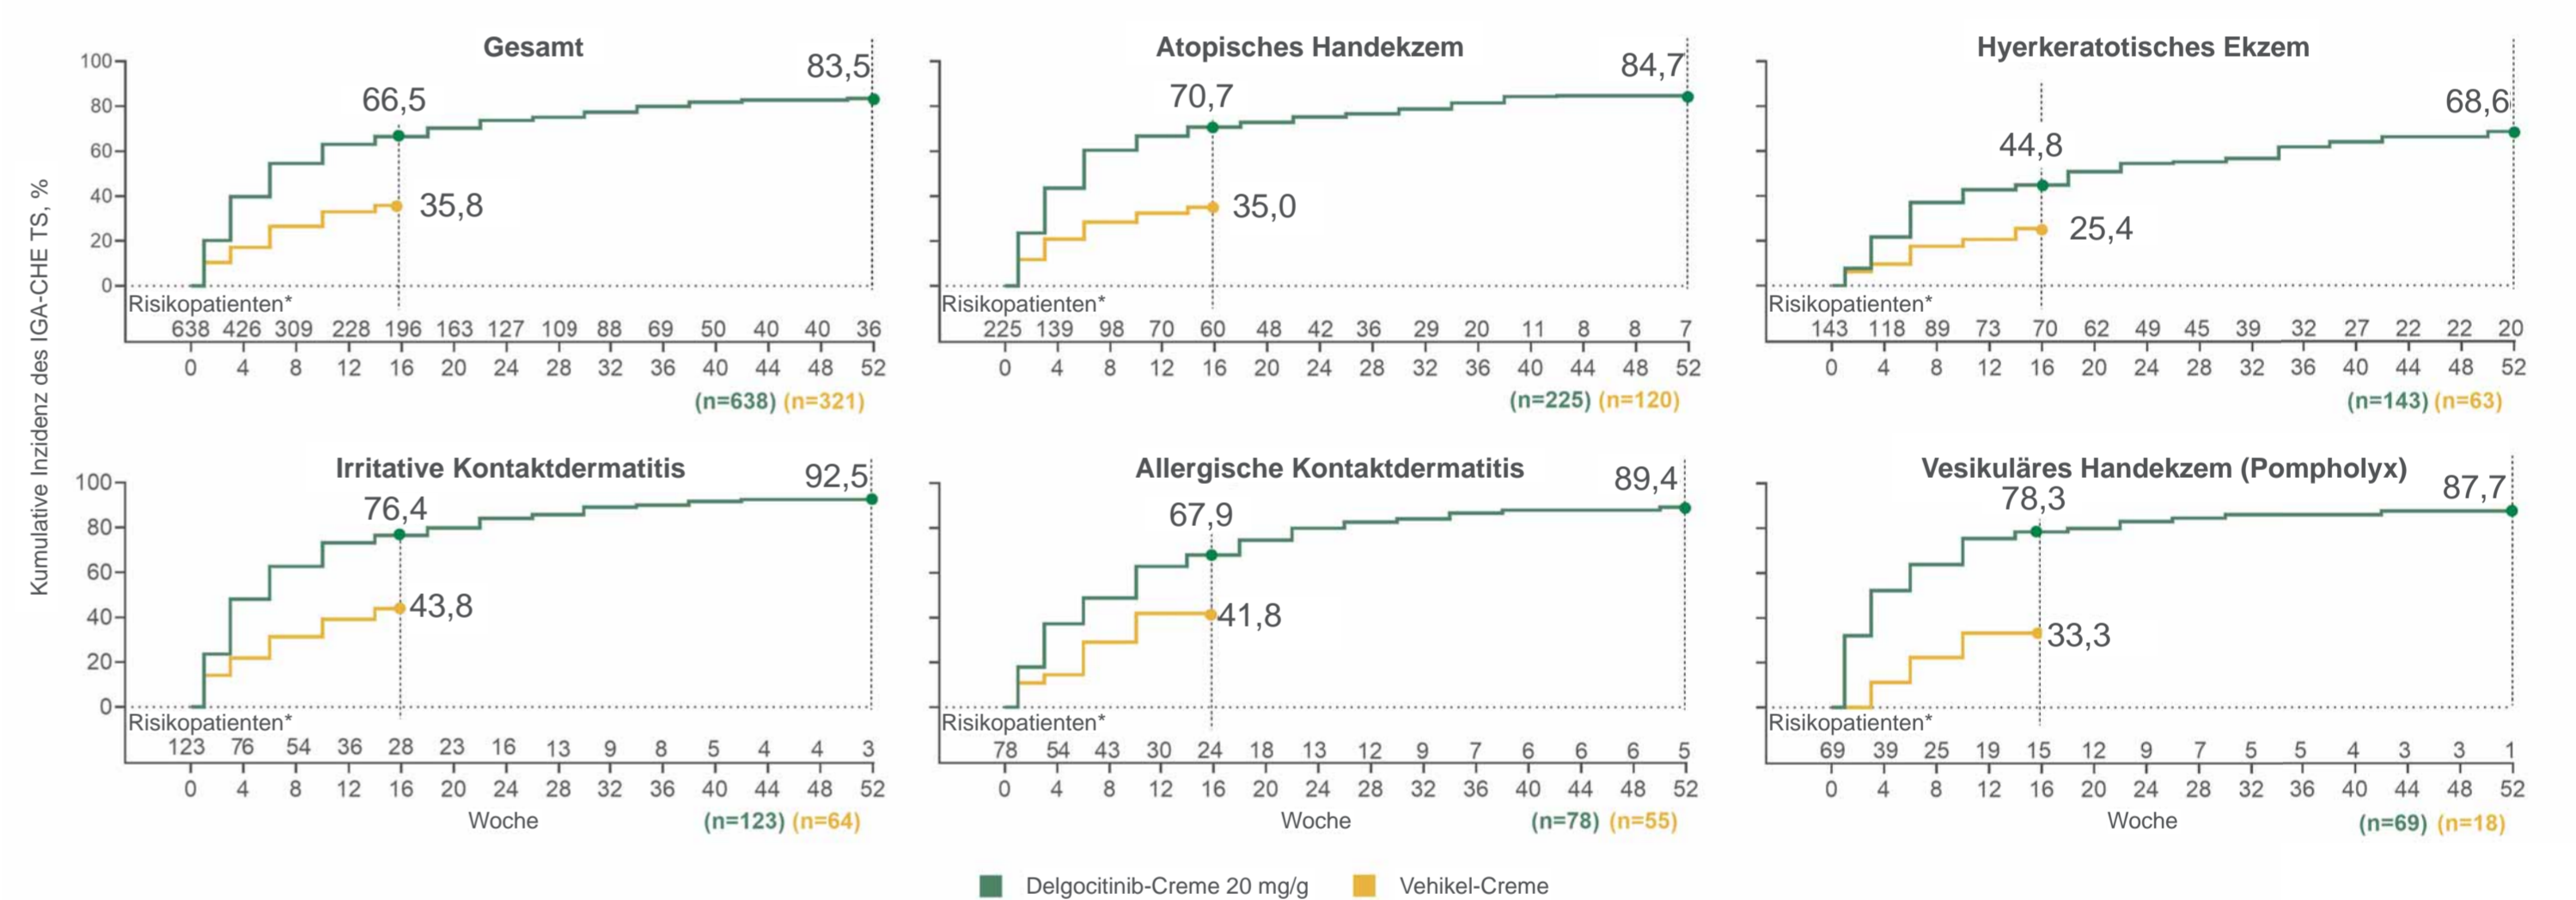 Kumulative Inzidenz des IGA-CHE TS, %
Gesamt
100
80
60
40
20
0
66,5
83,5
35,8
Risikopatienten*
638 426 309 228 196 163 127 109 88 69 50 40 40 36
0 4 8 12 16 20 24 28 32 36 40 44 48 52
(n=638) (n=321)
Atopisches Handekzem
70,7
84,7
35,0
Risikopatienten*
225 139 98 70 60 48 42 36 29 20 11 8 8 7
0 4 8 12 16 20 24 28 32 36 40 44 48 52
(n=225) (n=120)
Hyerkeratotisches Ekzem
44,8
68,6
25,4
Risikopatienten*
143 118 89 73 70 62 49 45 39 32 27 22 22 20
0 4 8 12 16 20 24 28 32 36 40 44 48 52
(n=143) (n=63)
Irritative Kontaktdermatitis
100
80
60
40
20
0
76,4
92,5
43,8
Risikopatienten*
123 76 54 36 28 23 16 13 9 8 5 4 4 3
0 4 8 12 16 20 24 28 32 36 40 44 48 52
Woche
(n=123) (n=64)
Allergische Kontaktdermatitis
67,9
89,4
41,8
Risikopatienten*
78 54 43 30 24 18 13 12 9 7 6 6 6 5
0 4 8 12 16 20 24 28 32 36 40 44 48 52
Woche
(n=78) (n=55)
Vesikuläres Handekzem (Pompholyx)
78,3
87,7
33,3
Risikopatienten*
69 39 25 19 15 12 9 7 5 5 4 3 3 1
0 4 8 12 16 20 24 28 32 36 40 44 48 52
Woche
(n=69) (n=18)
Delgocitinib-Creme 20 mg/g
Vehikel-Creme